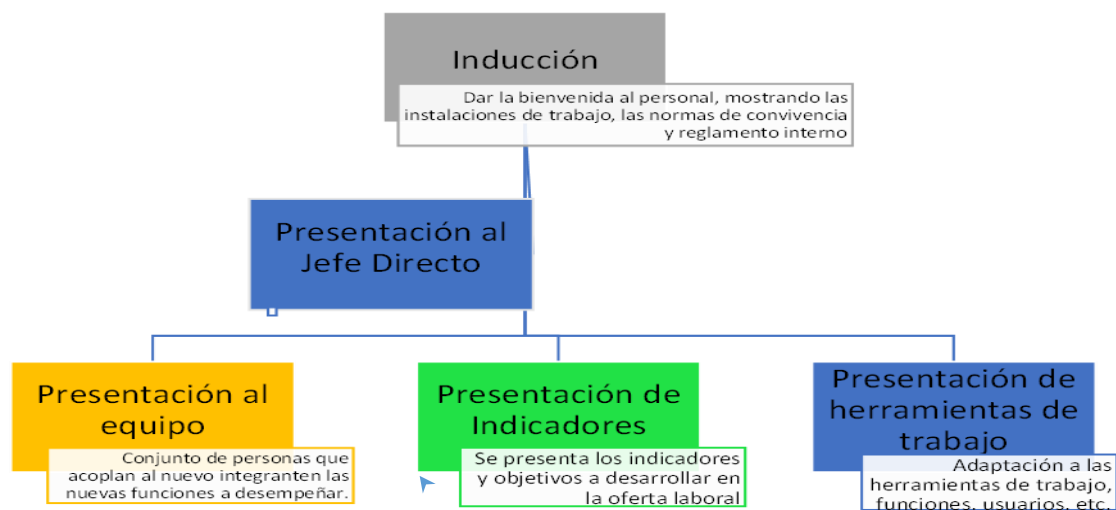 Inducción
Dar la bienvenida al personal, mostrando las
instalaciones de trabajo, las normas de convivencia
y reglamento interno
Presentación al
Jefe Directo
Presentación al
equipo
Conjunto de personas que
acoplan al nuevo integranten las
nuevas funciones a desempeñar.
Presentación de
Indicadores
Se presenta los indicadores
y objetivos a desarrollar en
la oferta laboral
Presentación de
herramientas de
trabajo
Adaptación a las
herramientas de trabajo,
funciones, usuarios, etc.